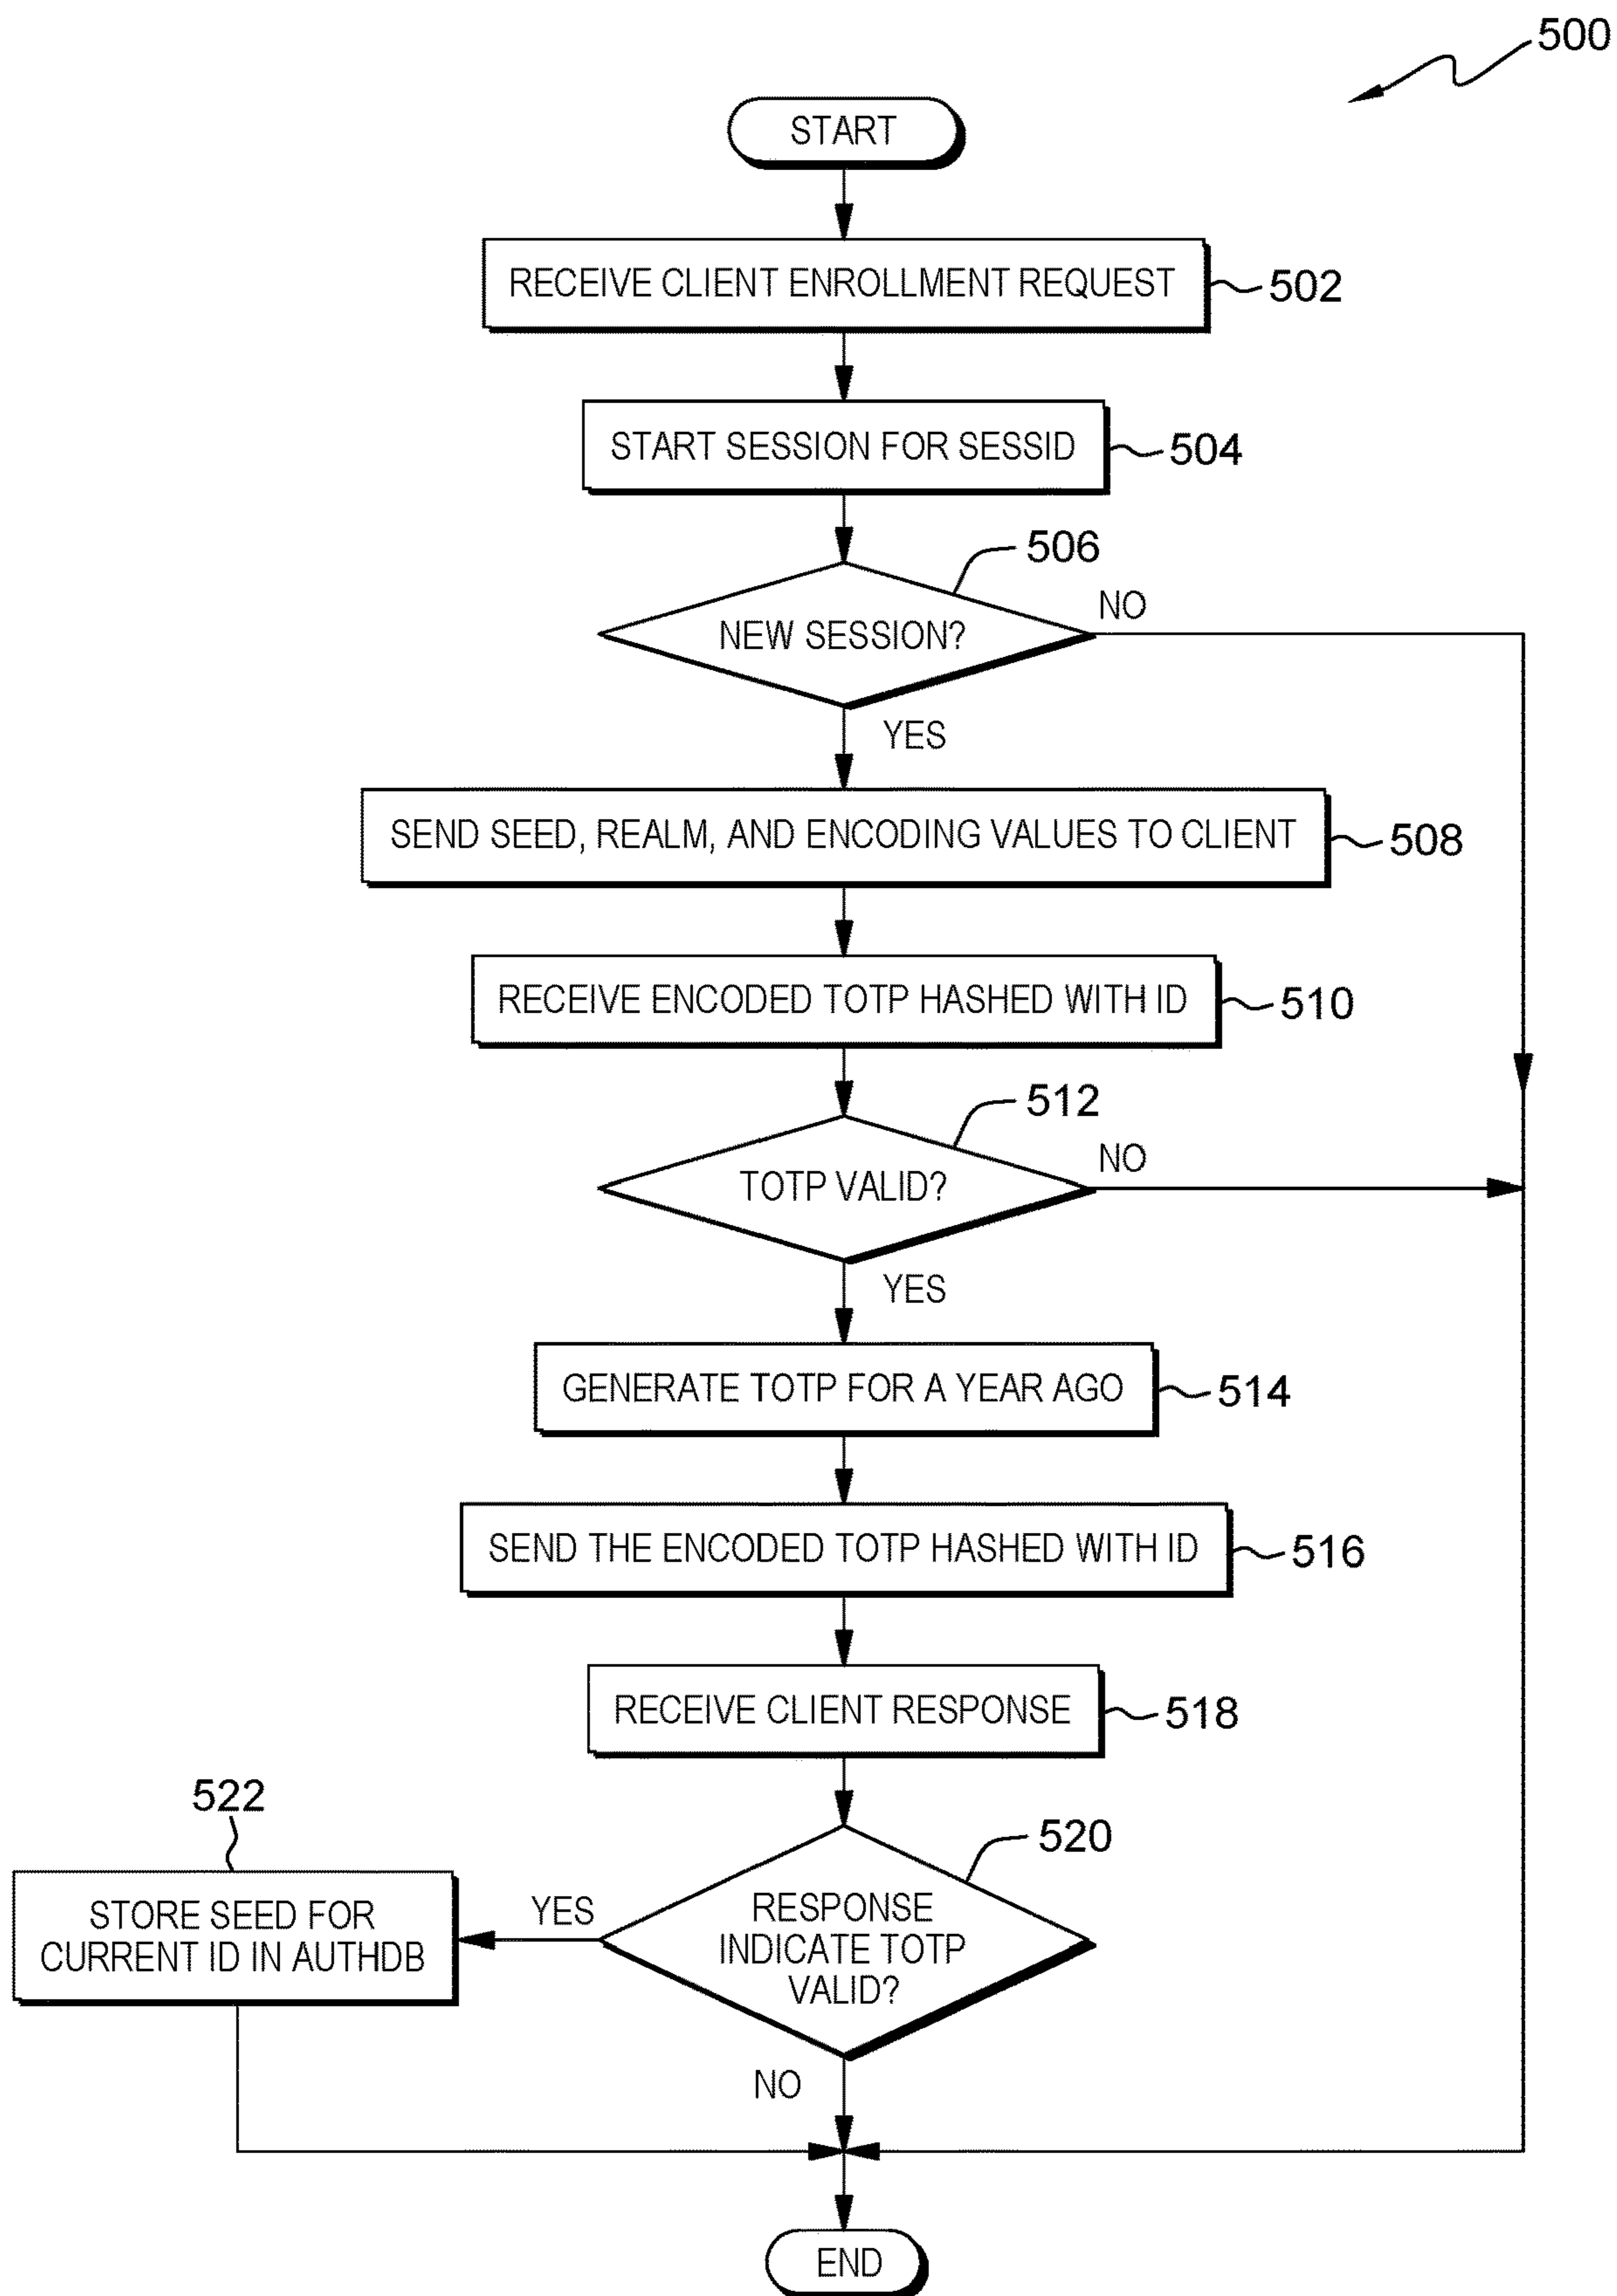 500
START
RECEIVE CLIENT ENROLLMENT REQUEST
502
START SESSION FOR SESSID
504
506
NEW SESSION?
NO
YES
SEND SEED, REALM, AND ENCODING VALUES TO CLIENT
508
RECEIVE ENCODED TOTP HASHED WITH ID
510
512
TOTP VALID?
NO
YES
GENERATE TOTP FOR A YEAR AGO
514
SEND THE ENCODED TOTP HASHED WITH ID
516
RECEIVE CLIENT RESPONSE
518
520
RESPONSE
INDICATE TOTP
VALID?
YES
522
STORE SEED FOR
CURRENT ID IN AUTHDB
NO
END